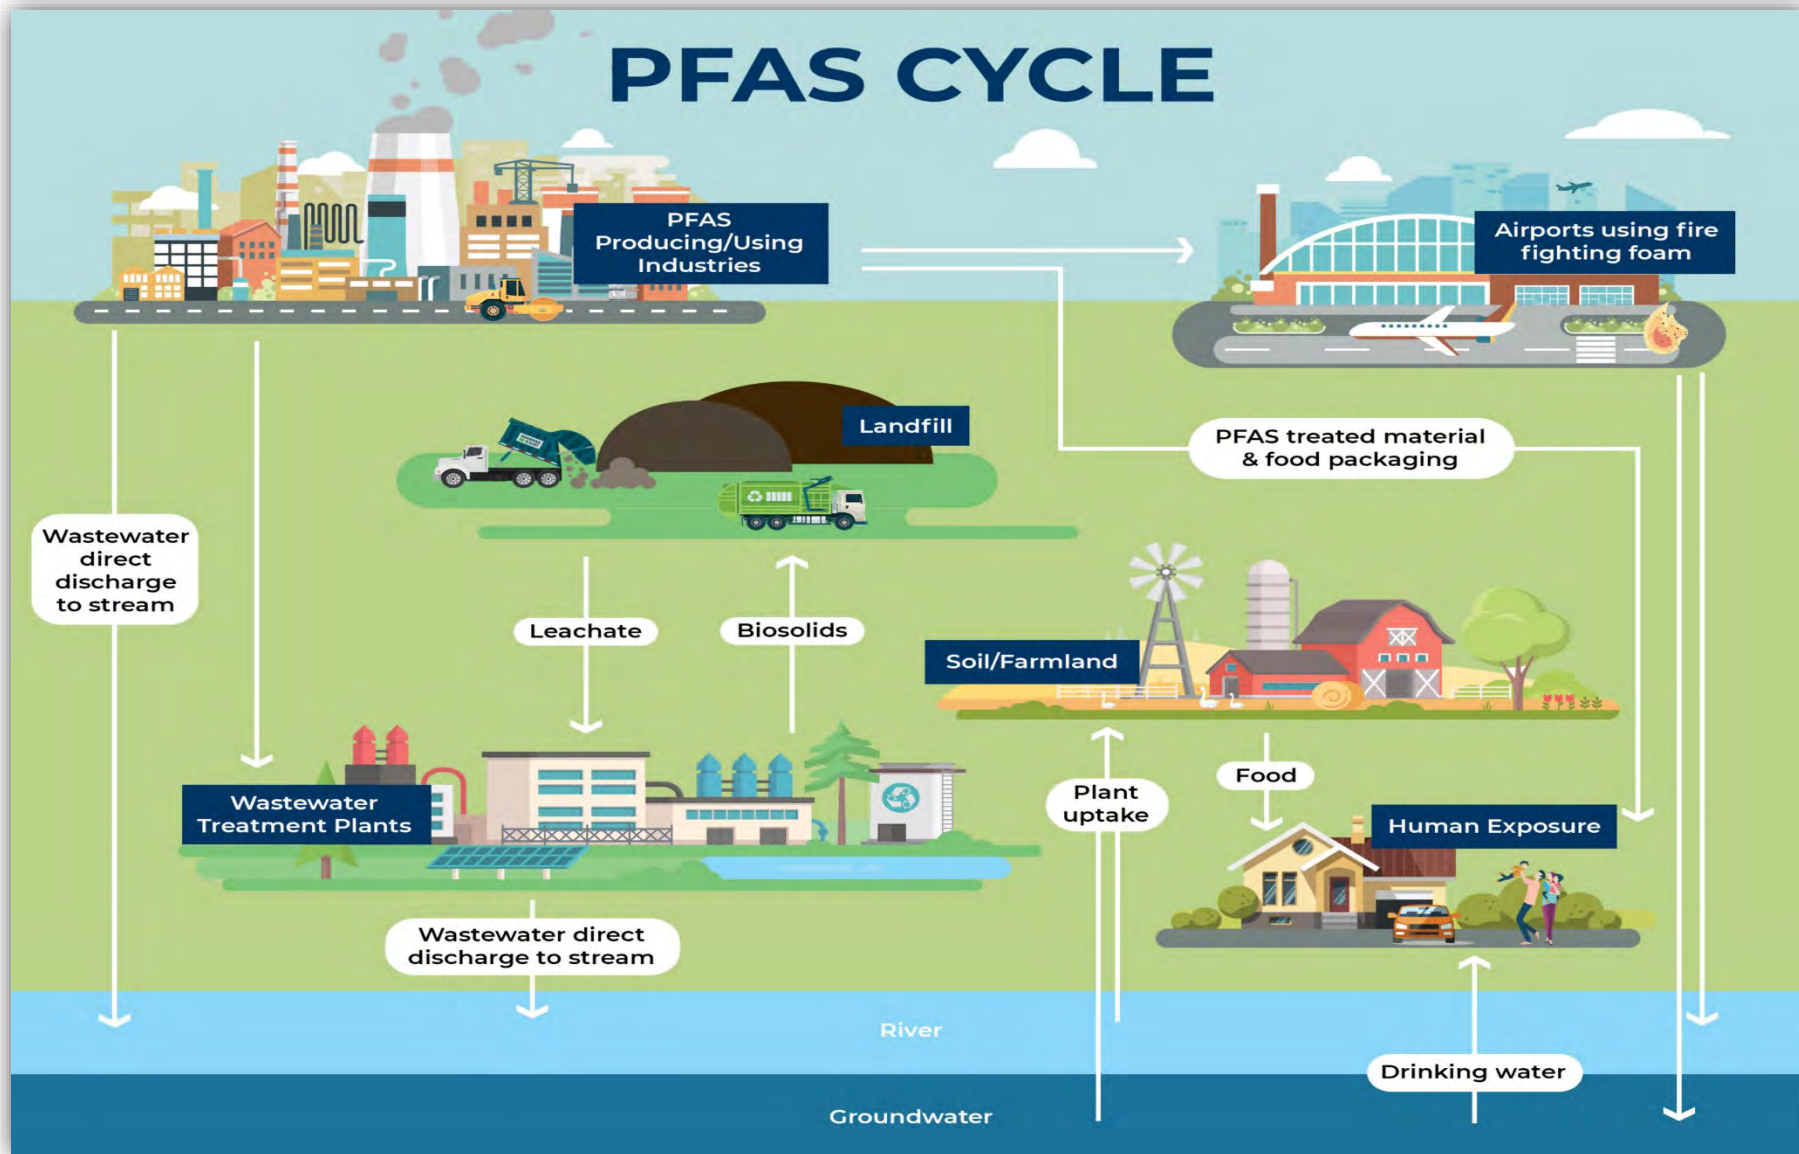 PFAS CYCLE
PFAS
Producing/Using
Industries
Airports using fire
fighting foam
Landfill
PFAS treated material
& food packaging
Wastewater
direct
discharge
to stream
Leachate
Biosolids
Soil/Farmland
Wastewater
Treatment Plants
Plant
uptake
Food
Human Exposure
Wastewater direct
discharge to stream
River
Drinking water
Groundwater